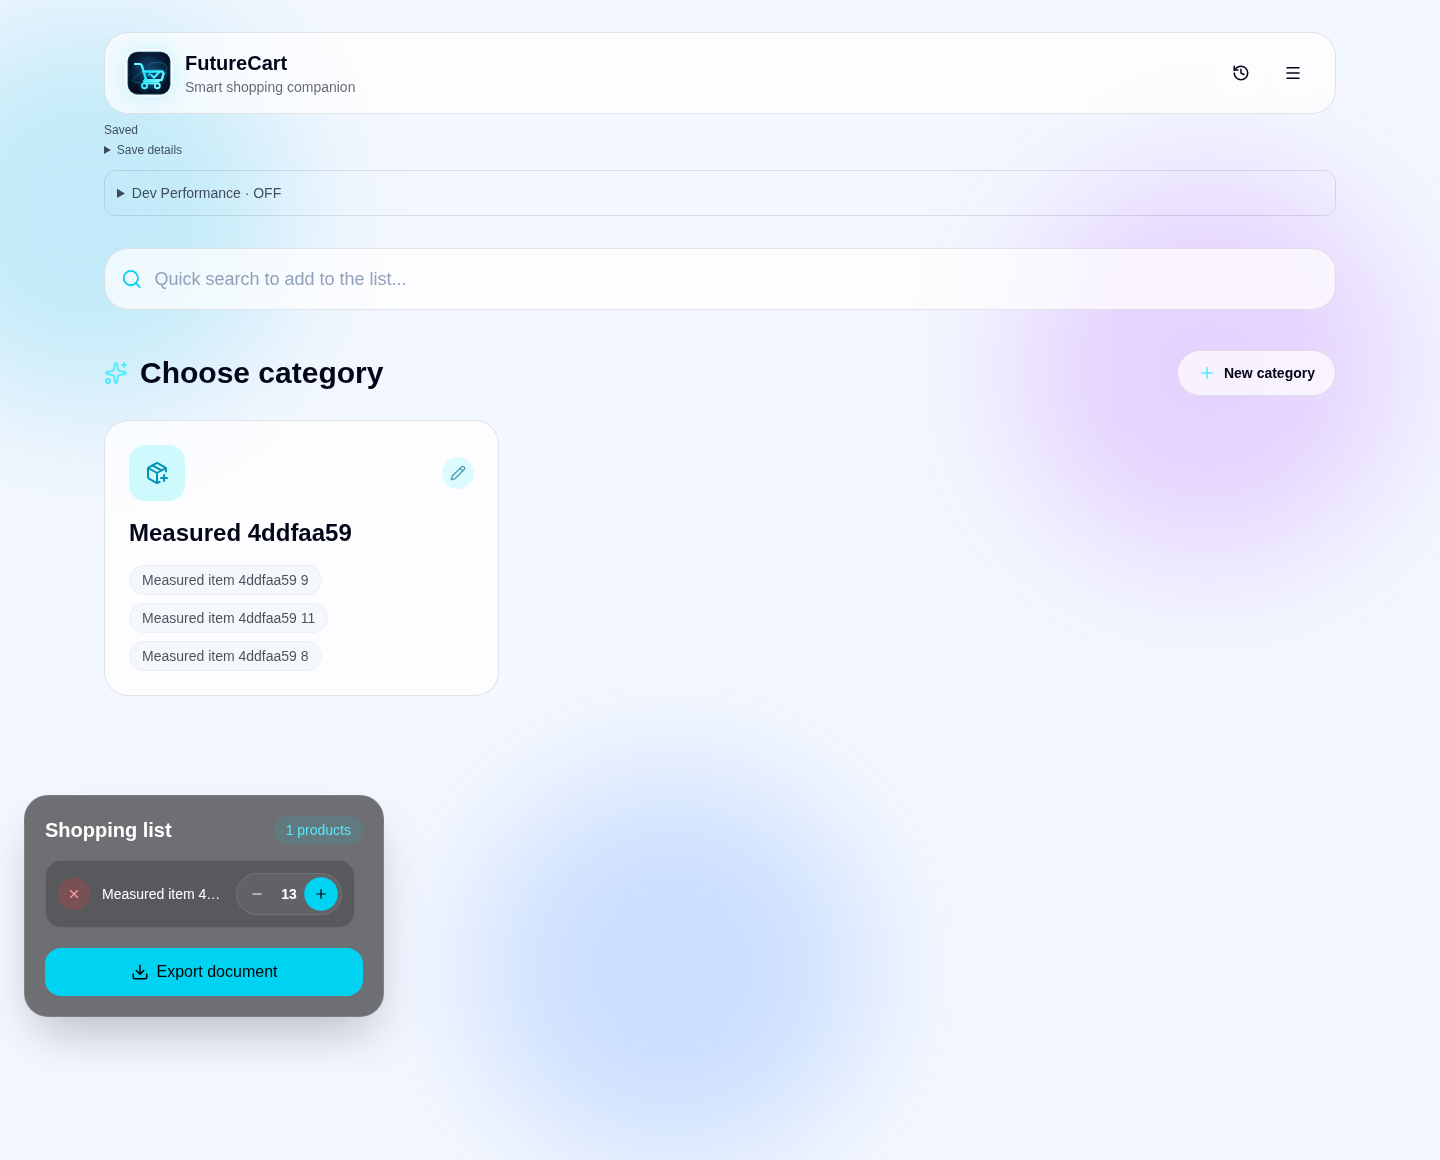 FutureCart
Smart shopping companion
Saved
Save details
Dev Performance · OFF
Quick search to add to the list...
Choose category
New category
Measured 4ddfaa59
Measured item 4ddfaa59 9
Measured item 4ddfaa59 11
Measured item 4ddfaa59 8
Shopping list
1 products
Measured item 4…
13
Export document